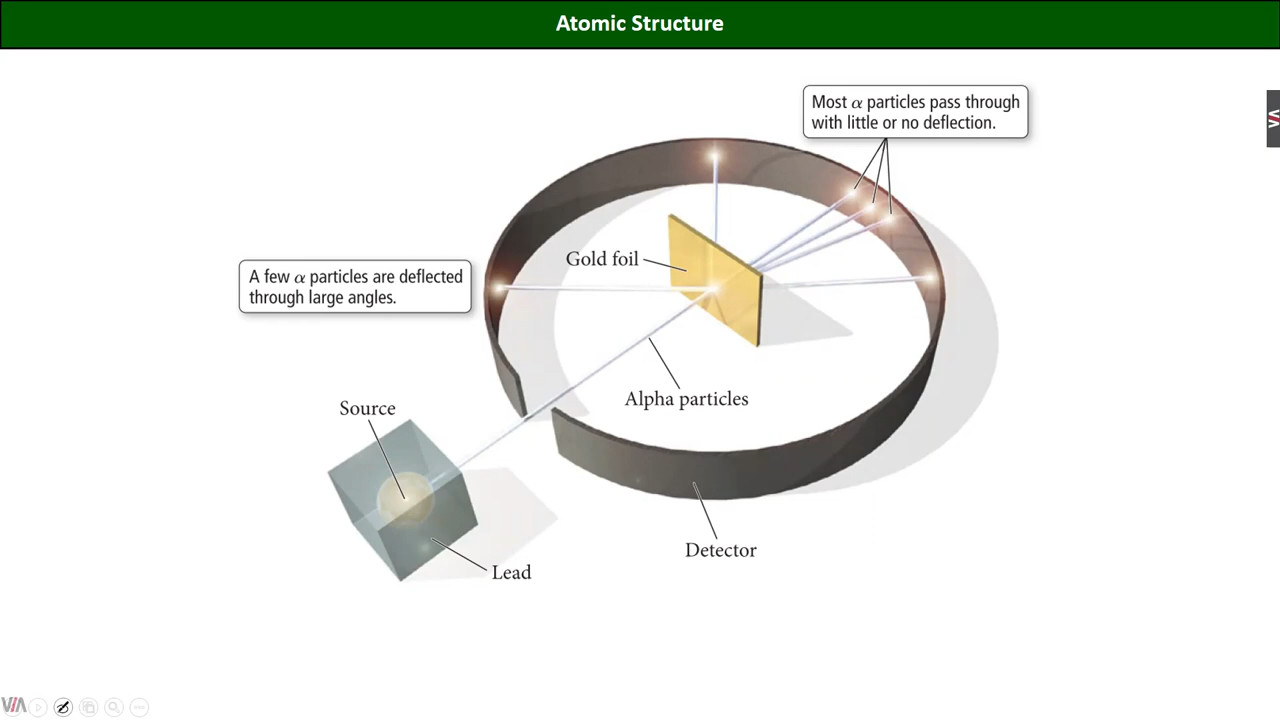 Atomic Structure
Most α particles pass through
with little or no deflection.
Gold foil
A few α particles are deflected
through large angles.
Alpha particles
Source
Detector
Lead
VIA